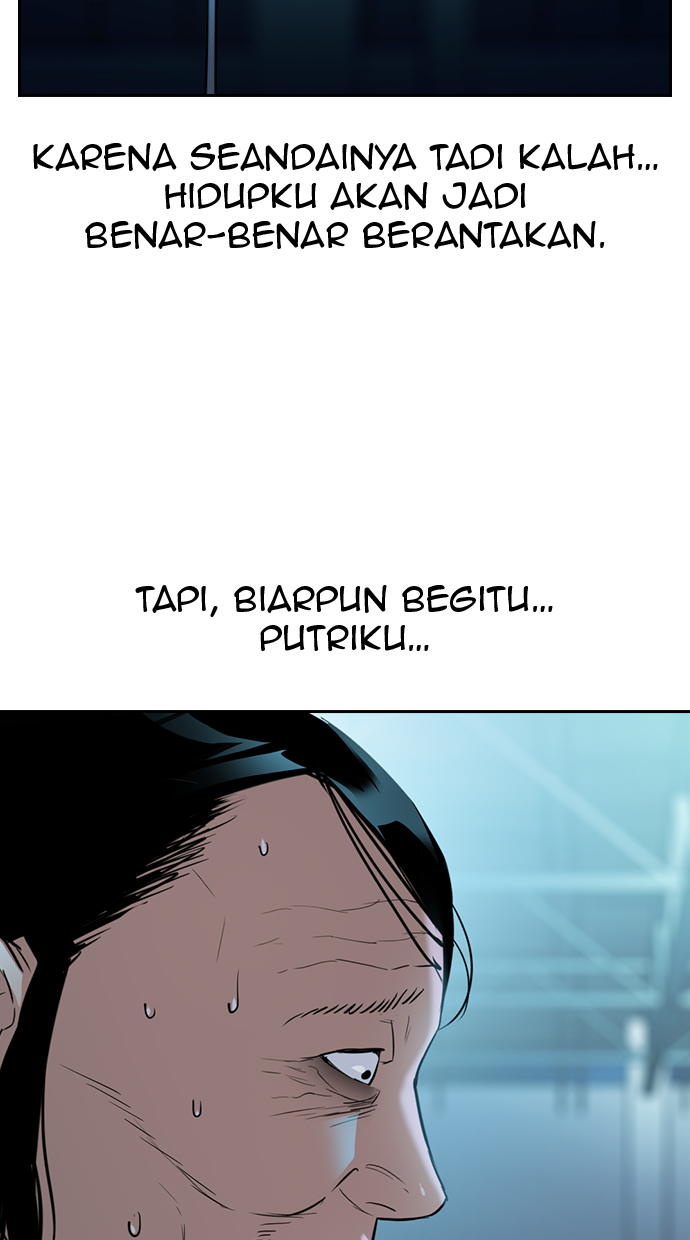 KARENA SEANDAINYA TADI KALAH...
HIDUPKU AKAN JADI
BENAR-BENAR BERANTAKAN.
TAPI, BIARPUN BEGITU...
PUTRIKU...